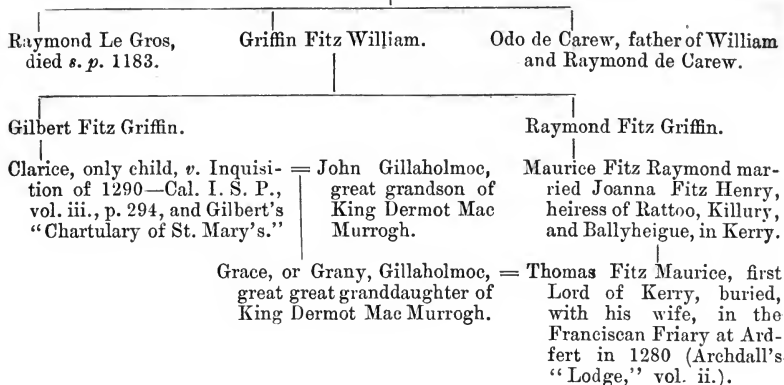 Raymond Le Gros,
died s. p. 1183.
Griffin Fitz William.
Odo de Carew, father of William
and Raymond de Carew.
Gilbert Fitz Griffin.
Raymond Fitz Griffin.
Clarice, only child, v. Inquisi-
tion of 1290—Cal. I. S. P.,
vol. iii., p. 294, and Gilbert's
"Chartulary of St. Mary's."
= John Gillaholmoc,
great grandson of
King Dermot Mac
Murrogh.
Maurice Fitz Raymond mar-
ried Joanna Fitz Henry,
heiress of Rattoo, Killury,
and Ballyheigue, in Kerry.
Grace, or Grany, Gillaholmoc,
great great granddaughter of
King Dermot Mac Murrogh.
= Thomas Fitz Maurice, first
Lord of Kerry, buried,
with his wife, in the
Franciscan Friary at Ard-
fert in 1280 (Archdall's
"Lodge," vol. ii.).